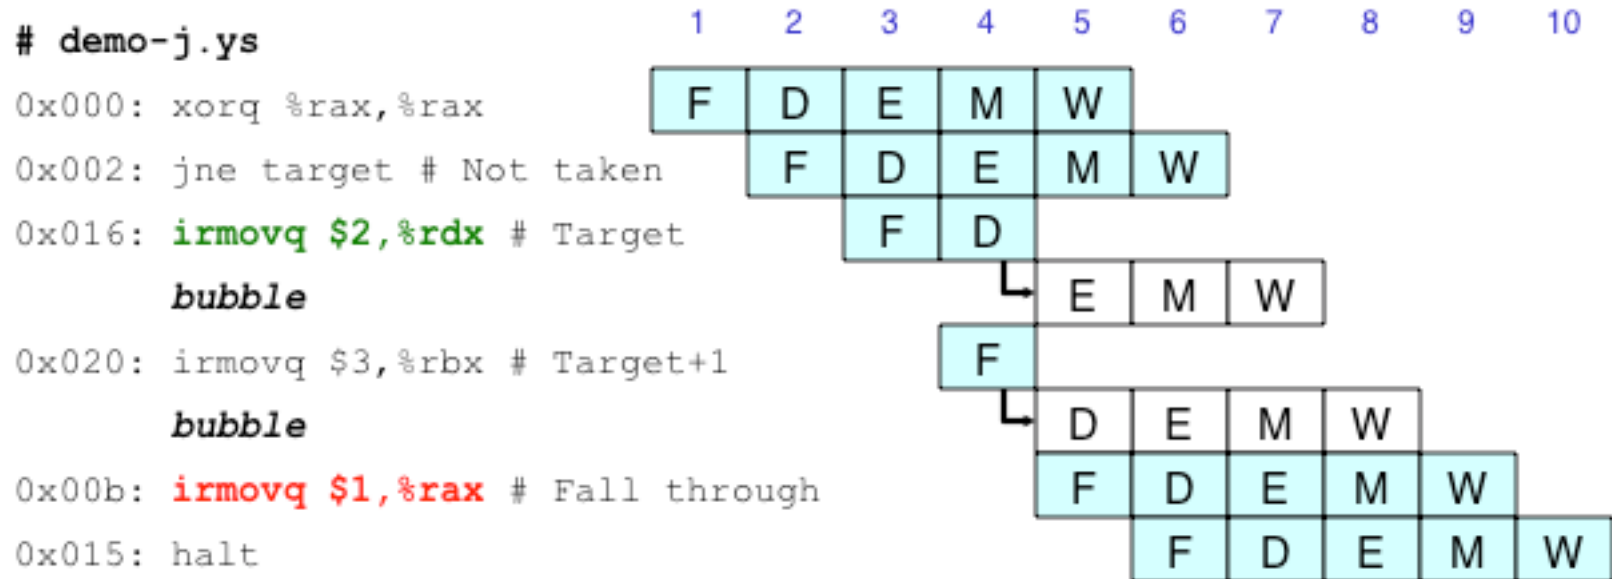 1 2 3 4 5 6 7 8 9 10
# demo-j.ys
0x000: xorq %rax,%rax F D E M W
0x002: jne target # Not taken F D E M W
0x016: irmovq $2,%rdx # Target F D
bubble E M W
0x020: irmovq $3,%rbx # Target+1 F
bubble D E M W
0x00b: irmovq $1,%rax # Fall through F D E M W
0x015: halt F D E M W